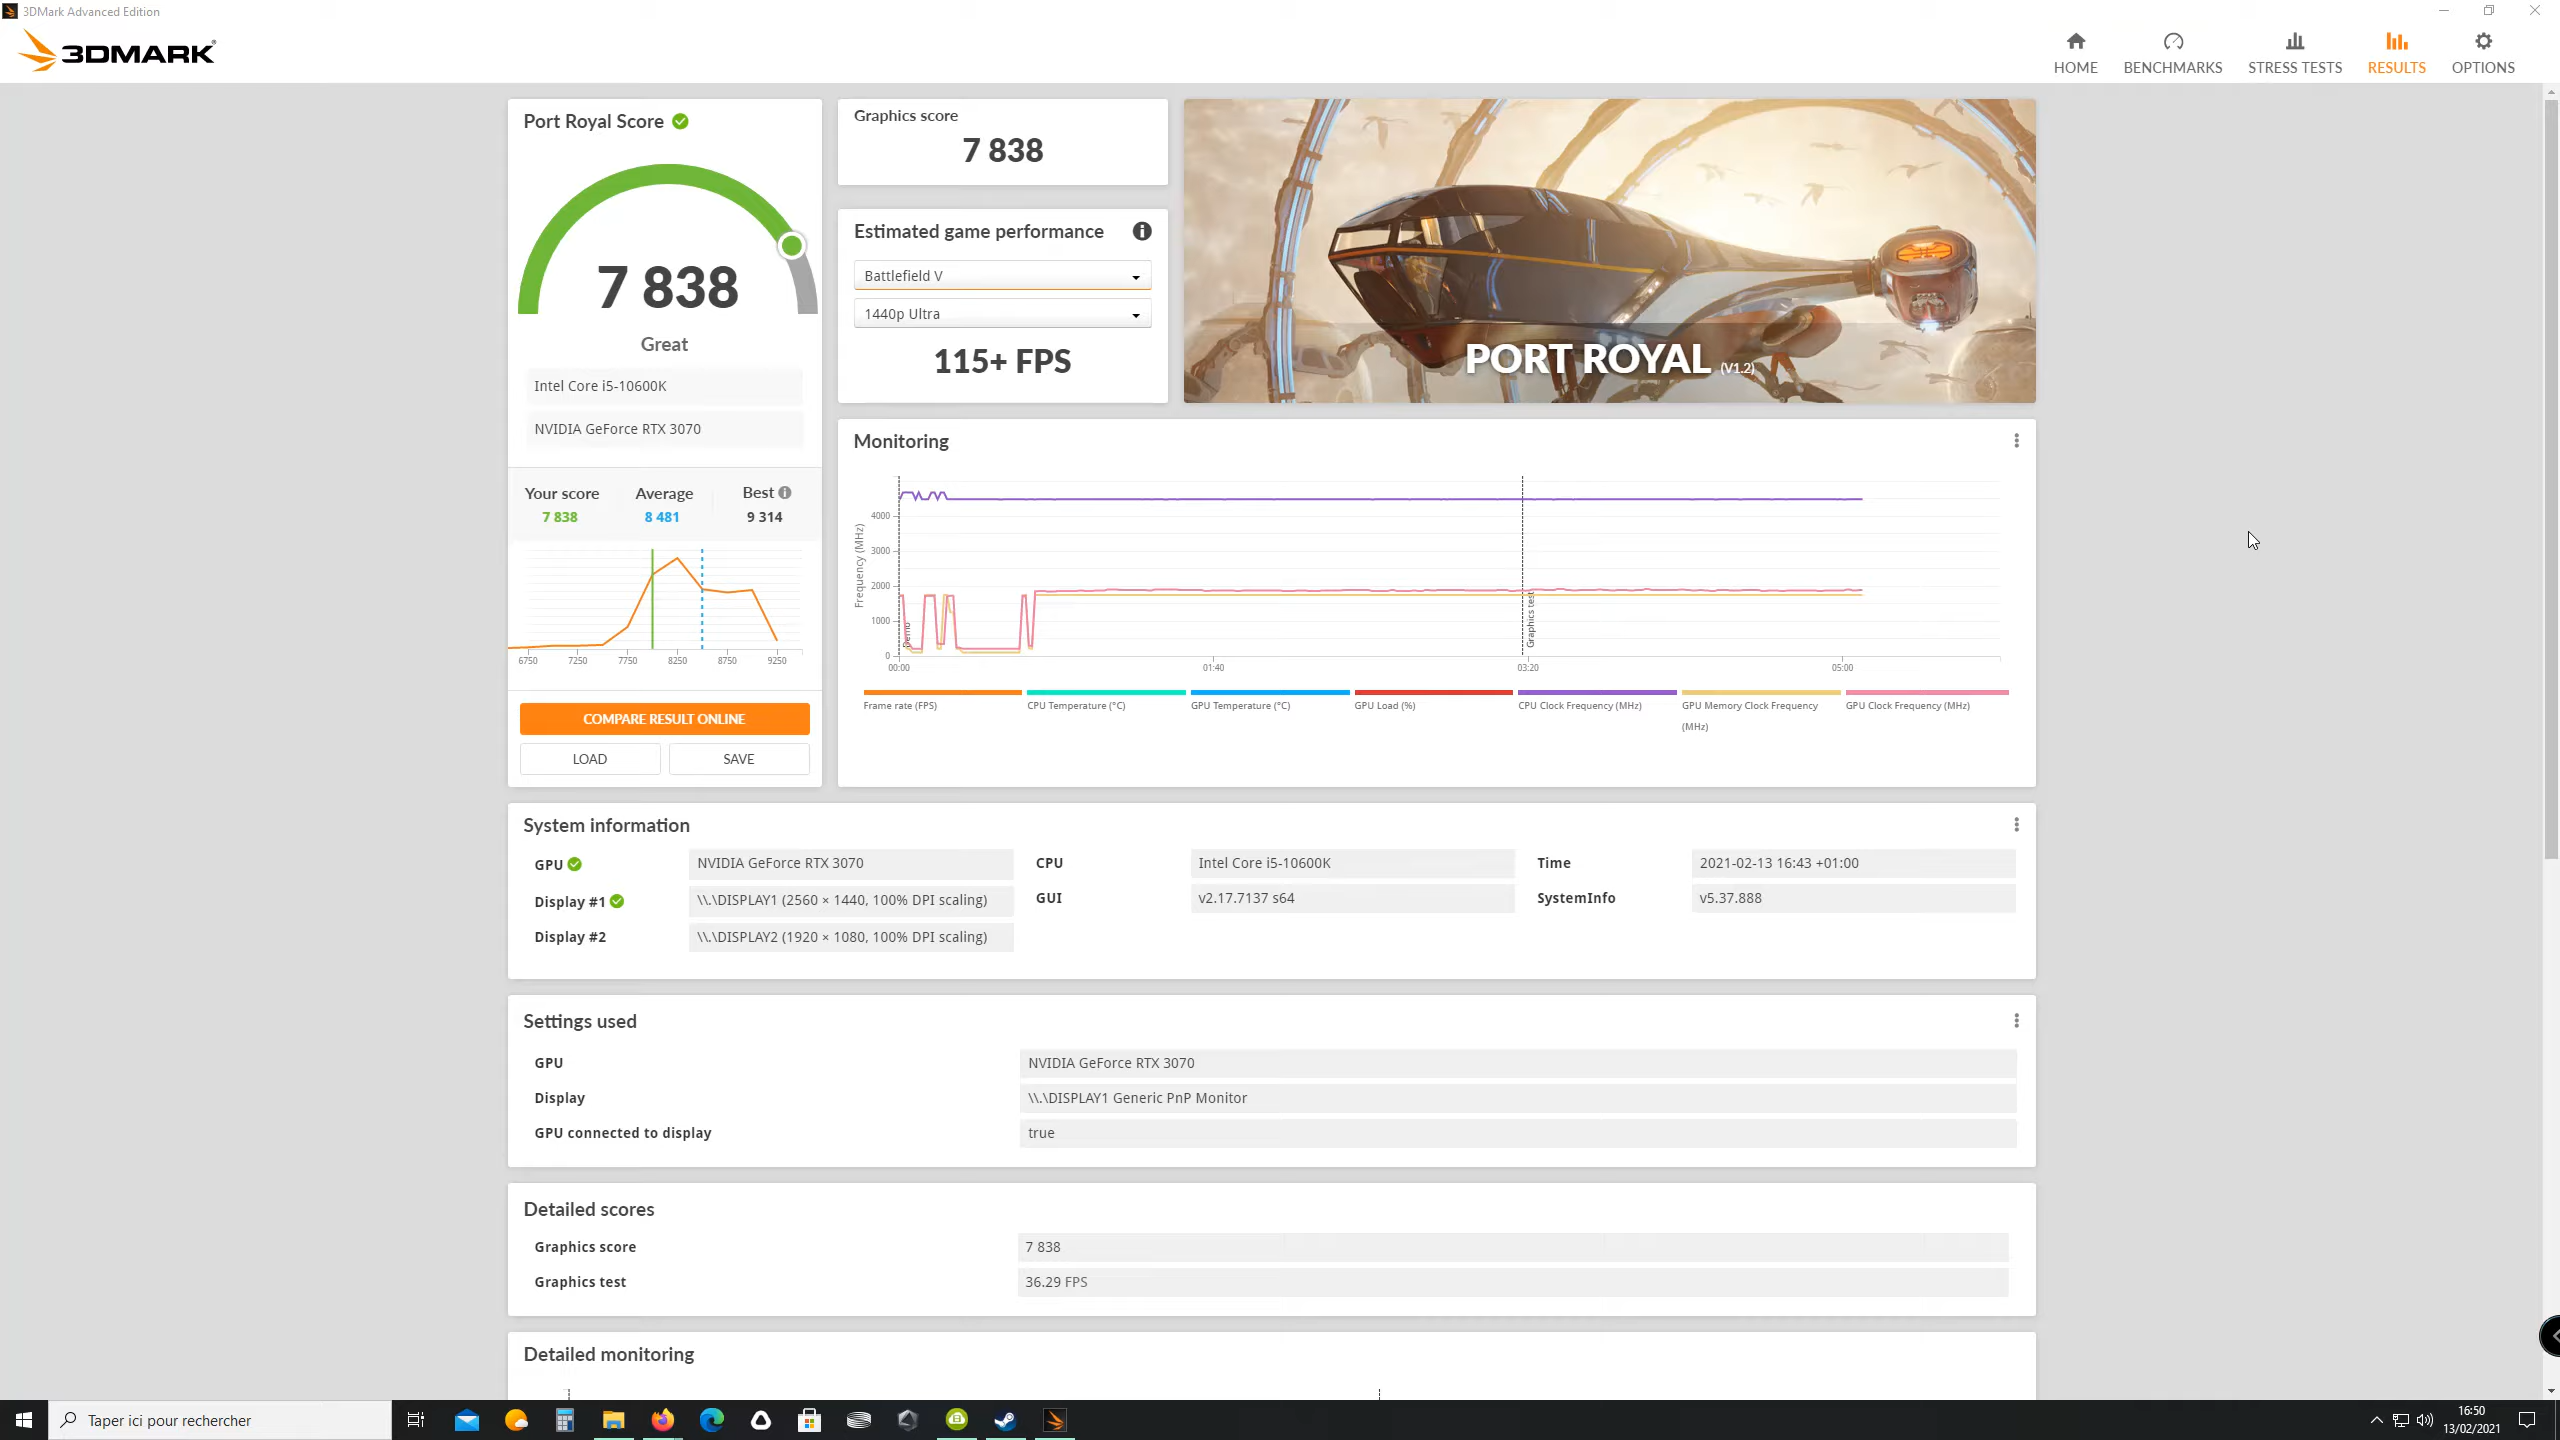 3DMark Advanced Edition
3DMARK
HOME
BENCHMARKS
STRESS TESTS
RESULTS
OPTIONS
Port Royal Score
7 838
Great
Intel Core i5-10600K
NVIDIA GeForce RTX 3070
Your score
Average
Best
7 838
8 481
9 314
6750
7250
7750
8250
8750
9250
COMPARE RESULT ONLINE
LOAD
SAVE
Graphics score
7 838
Estimated game performance
Battlefield V
1440p Ultra
115+ FPS
PORT ROYAL (V1.2)
Monitoring
Frequency (MHz)
4000
3000
2000
1000
0
Demo
Graphics test
00:00
01:40
03:20
05:00
Frame rate (FPS)
CPU Temperature (°C)
GPU Temperature (°C)
GPU Load (%)
CPU Clock Frequency (MHz)
GPU Memory Clock Frequency
(MHz)
GPU Clock Frequency (MHz)
System information
GPU
NVIDIA GeForce RTX 3070
CPU
Intel Core i5-10600K
Time
2021-02-13 16:43 +01:00
Display #1
\\.\DISPLAY1 (2560 × 1440, 100% DPI scaling)
GUI
v2.17.7137 s64
SystemInfo
v5.37.888
Display #2
\\.\DISPLAY2 (1920 × 1080, 100% DPI scaling)
Settings used
GPU
NVIDIA GeForce RTX 3070
Display
\\.\DISPLAY1 Generic PnP Monitor
GPU connected to display
true
Detailed scores
Graphics score
7 838
Graphics test
36.29 FPS
Detailed monitoring
Taper ici pour rechercher
16:50
13/02/2021